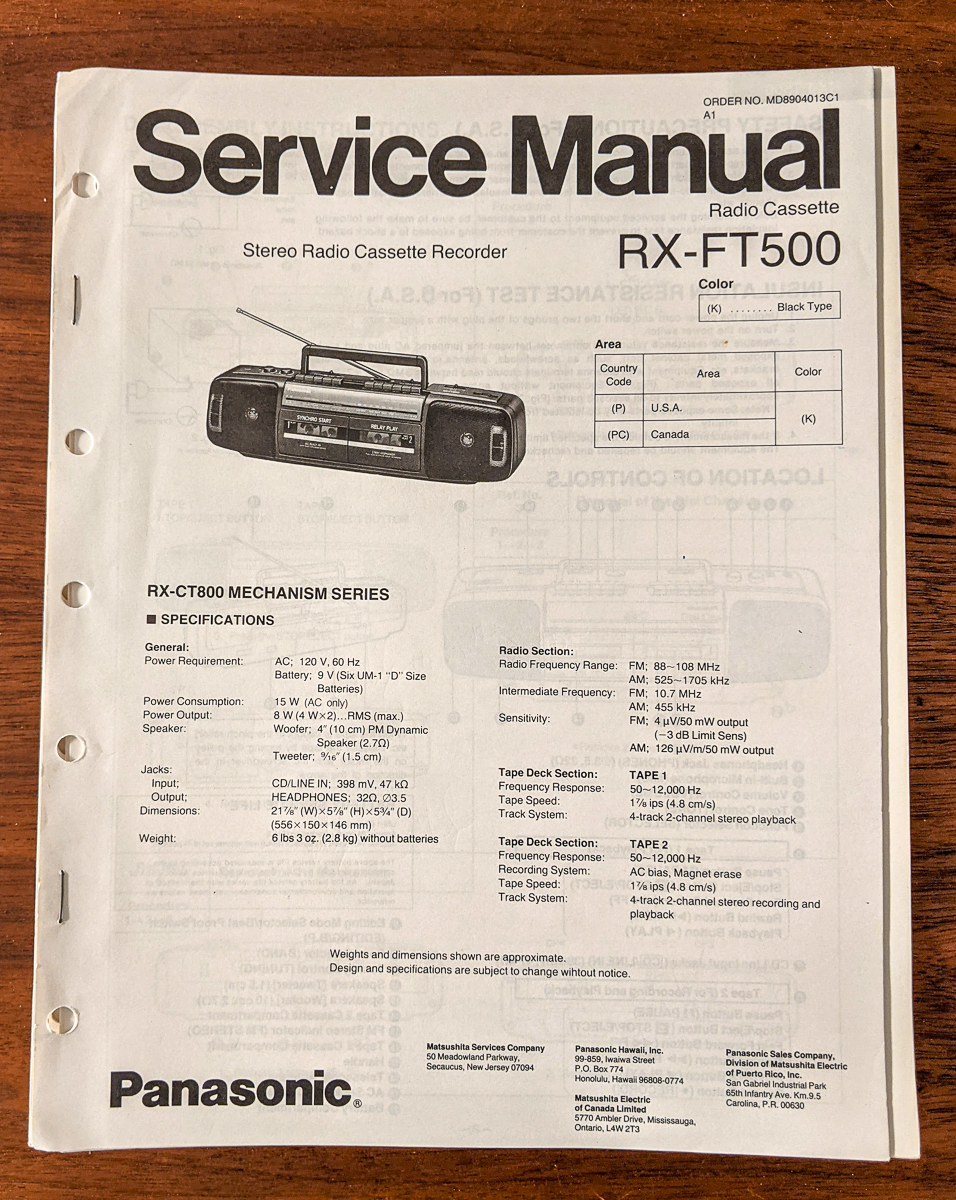 ORDER NO. MD8904013C1
A1
Service Manual
Radio Cassette
Stereo Radio Cassette Recorder
RX-FT500
Color
(K) ........ Black Type
Area
Country Code Area Color
(P) U.S.A. (K)
(PC) Canada
SYNCHRO START
RELAY PLAY
RX-CT800 MECHANISM SERIES
■ SPECIFICATIONS
General:
Power Requirement: AC; 120 V, 60 Hz
Battery; 9 V (Six UM-1 "D" Size
Batteries)
Power Consumption: 15 W (AC only)
Power Output: 8 W (4 W×2)...RMS (max.)
Speaker: Woofer; 4" (10 cm) PM Dynamic
Speaker (2.7Ω)
Tweeter; 9/16" (1.5 cm)
Jacks:
Input; CD/LINE IN; 398 mV, 47 kΩ
Output; HEADPHONES; 32Ω, ∅3.5
Dimensions: 21⅞" (W)×5⅞" (H)×5¾" (D)
(556×150×146 mm)
Weight: 6 lbs 3 oz. (2.8 kg) without batteries
Radio Section:
Radio Frequency Range: FM; 88~108 MHz
AM; 525~1705 kHz
Intermediate Frequency: FM; 10.7 MHz
AM; 455 kHz
Sensitivity: FM; 4 μV/50 mW output
(−3 dB Limit Sens)
AM; 126 μV/m/50 mW output
Tape Deck Section: TAPE 1
Frequency Response: 50~12,000 Hz
Tape Speed: 1⅞ ips (4.8 cm/s)
Track System: 4-track 2-channel stereo playback
Tape Deck Section: TAPE 2
Frequency Response: 50~12,000 Hz
Recording System: AC bias, Magnet erase
Tape Speed: 1⅞ ips (4.8 cm/s)
Track System: 4-track 2-channel stereo recording and
playback
Weights and dimensions shown are approximate.
Design and specifications are subject to change without notice.
Panasonic®
Matsushita Services Company
50 Meadowland Parkway,
Secaucus, New Jersey 07094
Panasonic Hawaii, Inc.
99-859, Iwaiwa Street
P.O. Box 774
Honolulu, Hawaii 96808-0774
Matsushita Electric
of Canada Limited
5770 Ambler Drive, Mississauga,
Ontario, L4W 2T3
Panasonic Sales Company,
Division of Matsushita Electric
of Puerto Rico, Inc.
San Gabriel Industrial Park
65th Infantry Ave. Km.9.5
Carolina, P.R. 00630